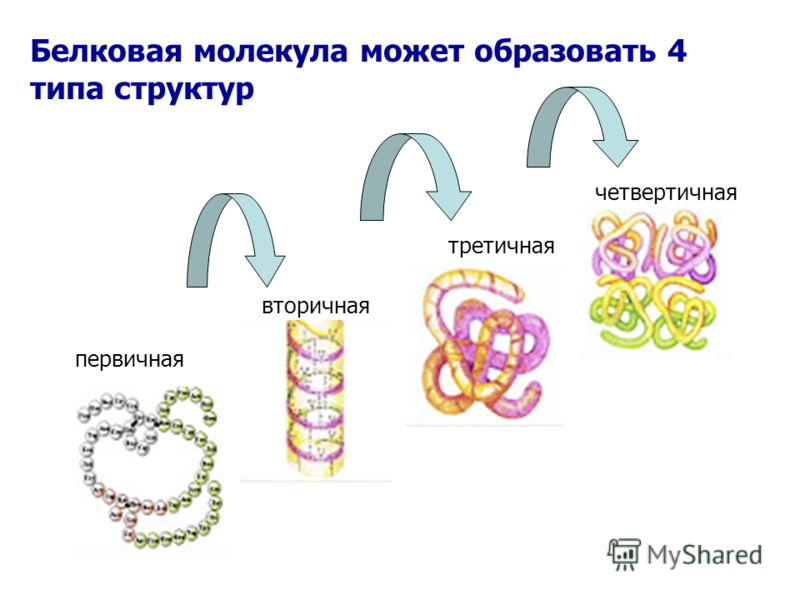 Белковая молекула может образовать 4
типа структур
четвертичная
третичная
вторичная
первичная
MyShared